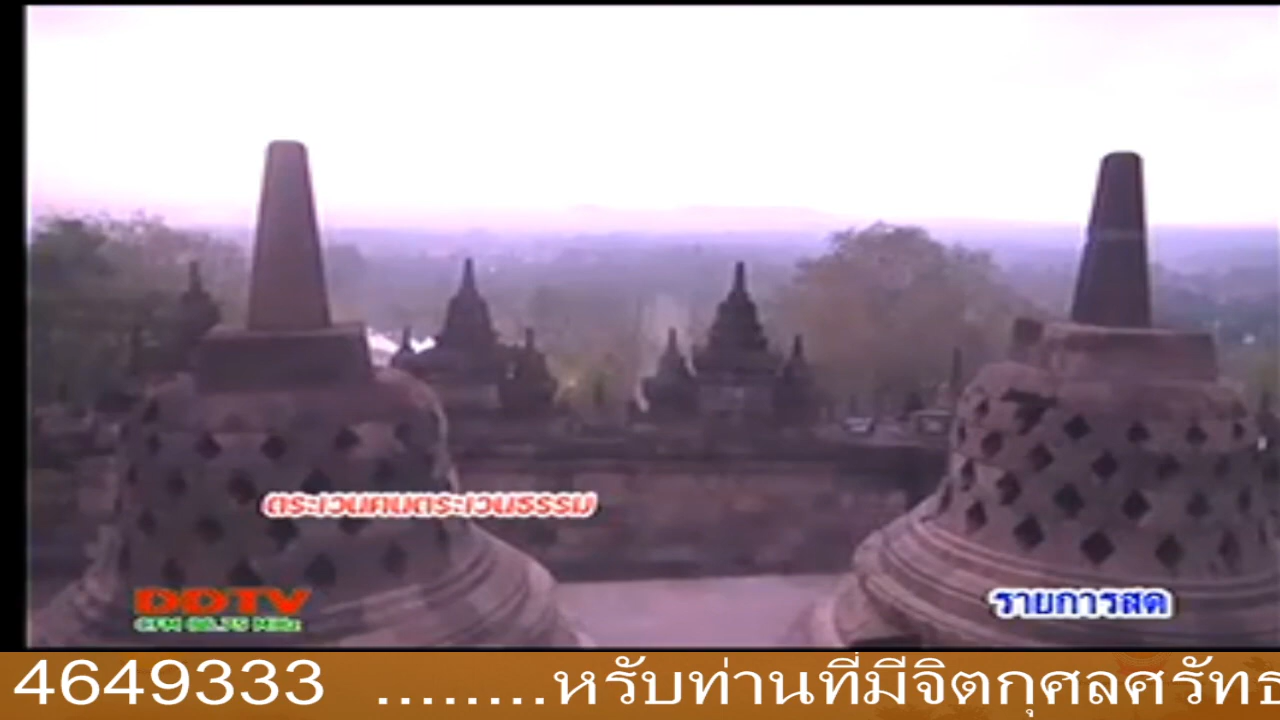 ตระเวนคนตระเวนธรรม
DDTV
รายการสด
4649333 ........หรับท่านที่มีจิตกุศลศรัทธ